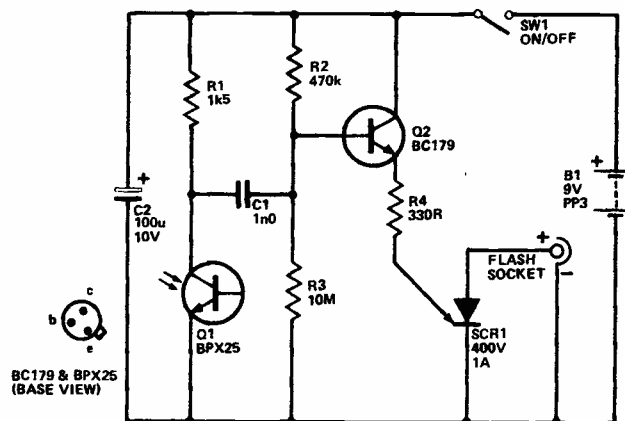 SW1
ON/OFF
R1
1k5
R2
470k
Q2
BC179
+
C2
100u
10V
C1
1n0
R4
330R
+
B1
9V
PP3
R3
10M
FLASH
SOCKET
+
−
Q1
BPX25
SCR1
400V
1A
c
b
e
BC179 & BPX25
(BASE VIEW)